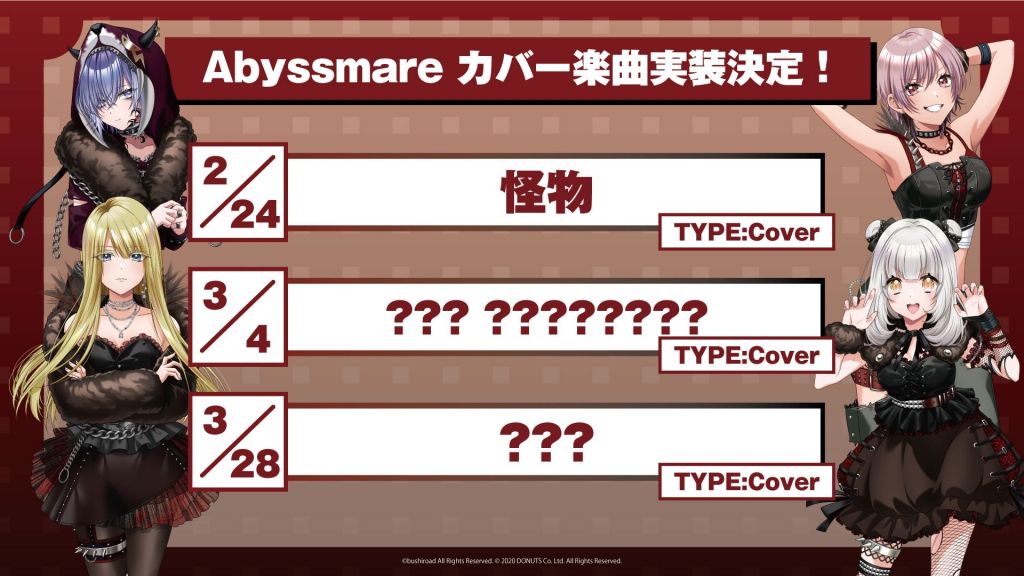 Abyssmare カバー楽曲実装決定！
2/24
怪物
TYPE:Cover
3/4
??? ????????
TYPE:Cover
3/28
???
TYPE:Cover
©bushiroad All Rights Reserved. © 2020 DONUTS Co. Ltd. All Rights Reserved.